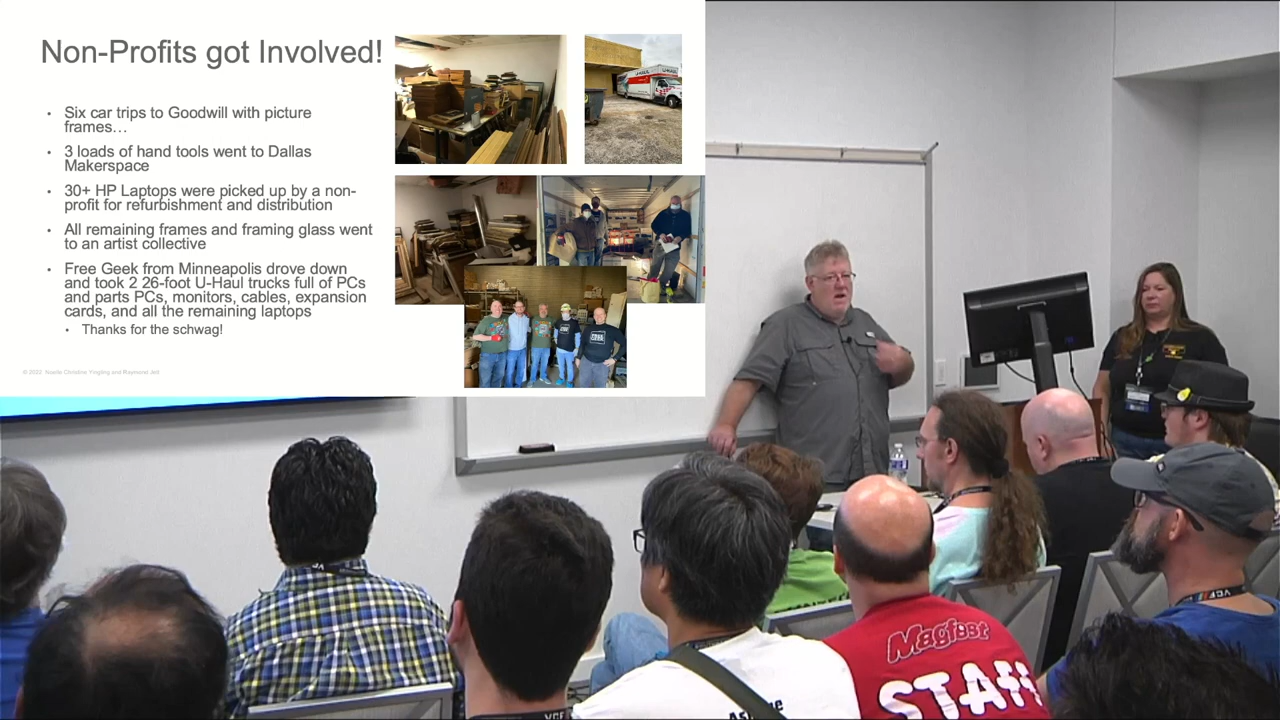 Non-Profits got Involved!
• Six car trips to Goodwill with picture
frames…
• 3 loads of hand tools went to Dallas
Makerspace
• 30+ HP Laptops were picked up by a non-
profit for refurbishment and distribution
• All remaining frames and framing glass went
to an artist collective
• Free Geek from Minneapolis drove down
and took 2 26-foot U-Haul trucks full of PCs
and parts PCs, monitors, cables, expansion
cards, and all the remaining laptops
• Thanks for the schwag!
U-HAUL
Magfest
STAFF
VCF